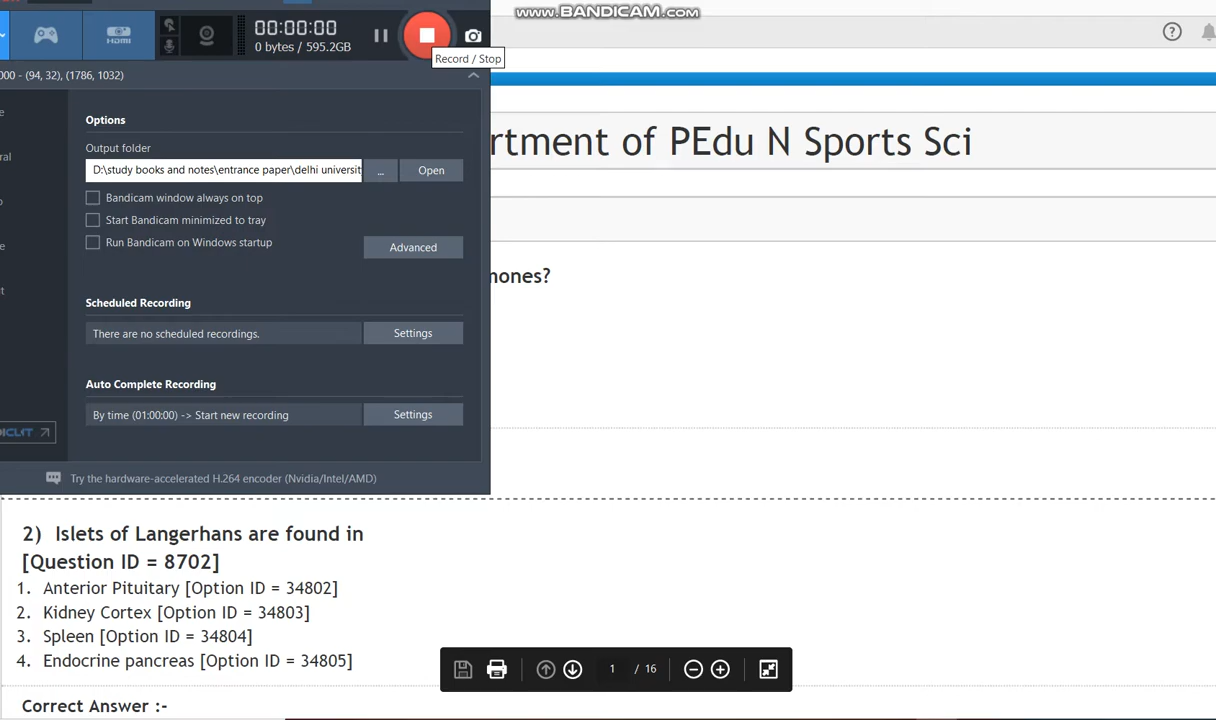 www.BANDICAM.com
HDMI
00:00:00
0 bytes / 595.2GB
Record / Stop
000 - (94, 32), (1786, 1032)
Options
Output folder
D:\study books and notes\entrance paper\delhi universit
...
Open
Bandicam window always on top
Start Bandicam minimized to tray
Run Bandicam on Windows startup
Advanced
Scheduled Recording
There are no scheduled recordings.
Settings
Auto Complete Recording
By time (01:00:00) -> Start new recording
Settings
Try the hardware-accelerated H.264 encoder (Nvidia/Intel/AMD)
rtment of PEdu N Sports Sci
mones?
2) Islets of Langerhans are found in
[Question ID = 8702]
1. Anterior Pituitary [Option ID = 34802]
2. Kidney Cortex [Option ID = 34803]
3. Spleen [Option ID = 34804]
4. Endocrine pancreas [Option ID = 34805]
1 / 16
Correct Answer :-